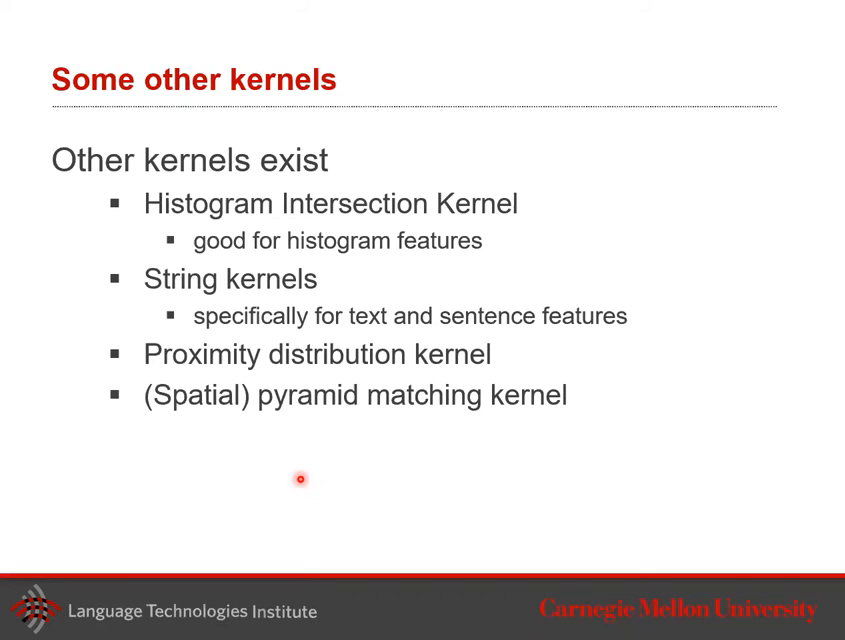 Some other kernels
Other kernels exist
Histogram Intersection Kernel
good for histogram features
String kernels
specifically for text and sentence features
Proximity distribution kernel
(Spatial) pyramid matching kernel
Language Technologies Institute
Carnegie Mellon University